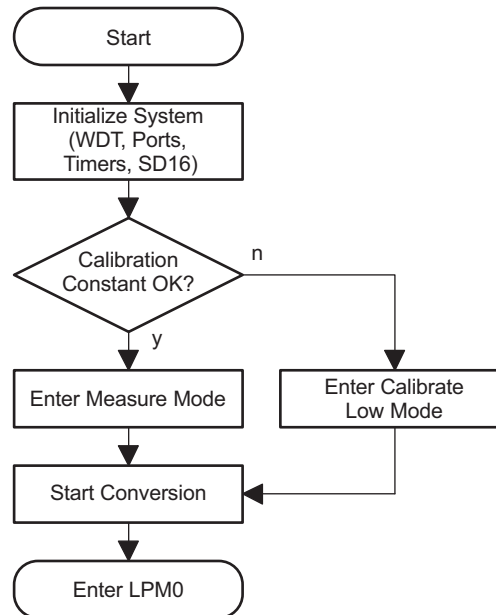 Start
Initialize System
(WDT, Ports,
Timers, SD16)
Calibration
Constant OK?
n
y
Enter Measure Mode
Enter Calibrate
Low Mode
Start Conversion
Enter LPM0